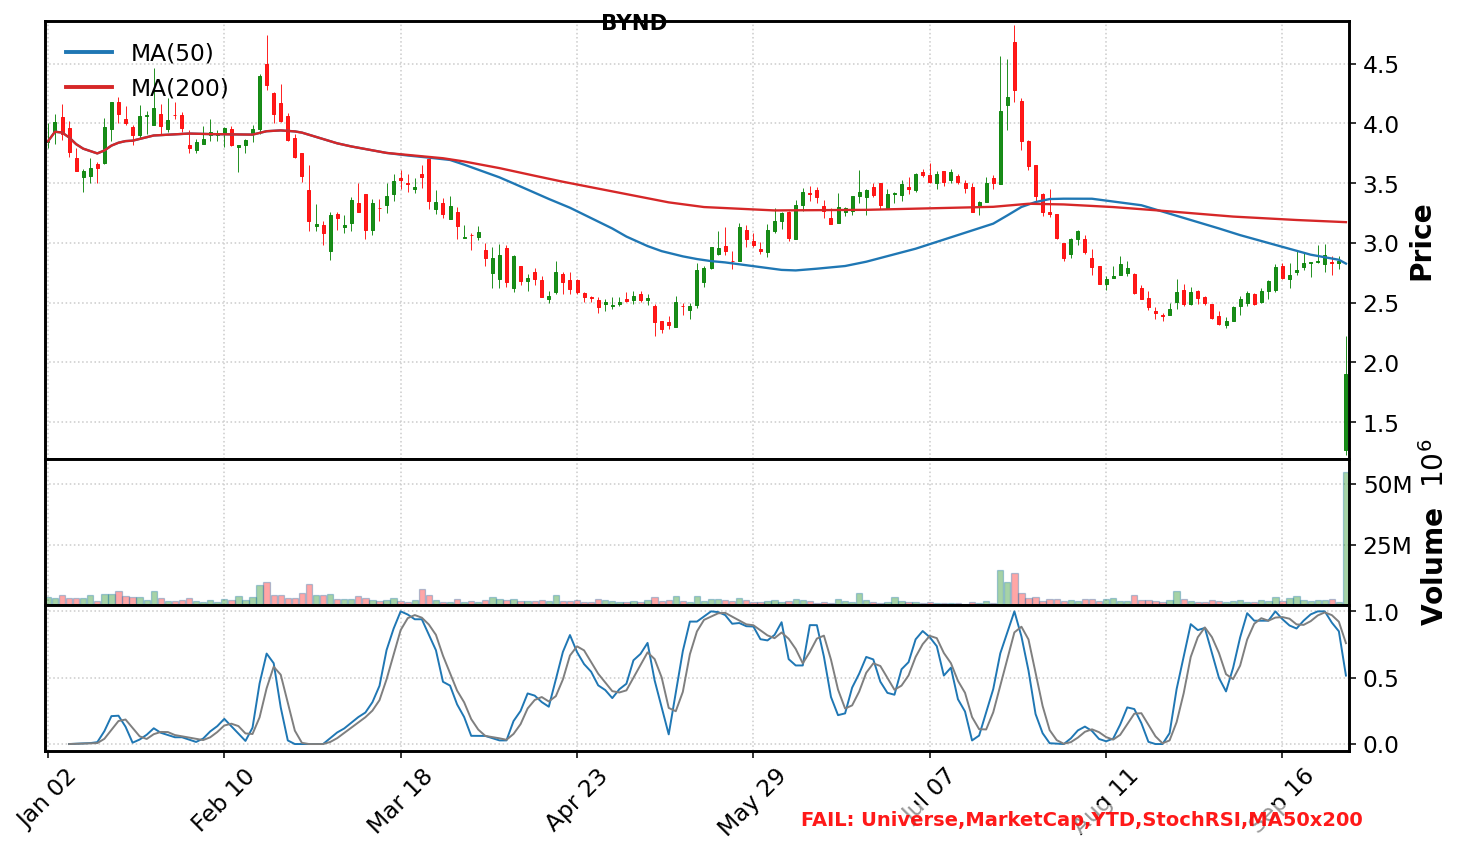 BYND
MA(50)
MA(200)
4.5
4.0
3.5
3.0
2.5
2.0
1.5
Price
50M
25M
Volume 10^6
1.0
0.5
0.0
Jan 02
Feb 10
Mar 18
Apr 23
May 29
Jul 07
Aug 11
Sep 16
FAIL: Universe,MarketCap,YTD,StochRSI,MA50x200